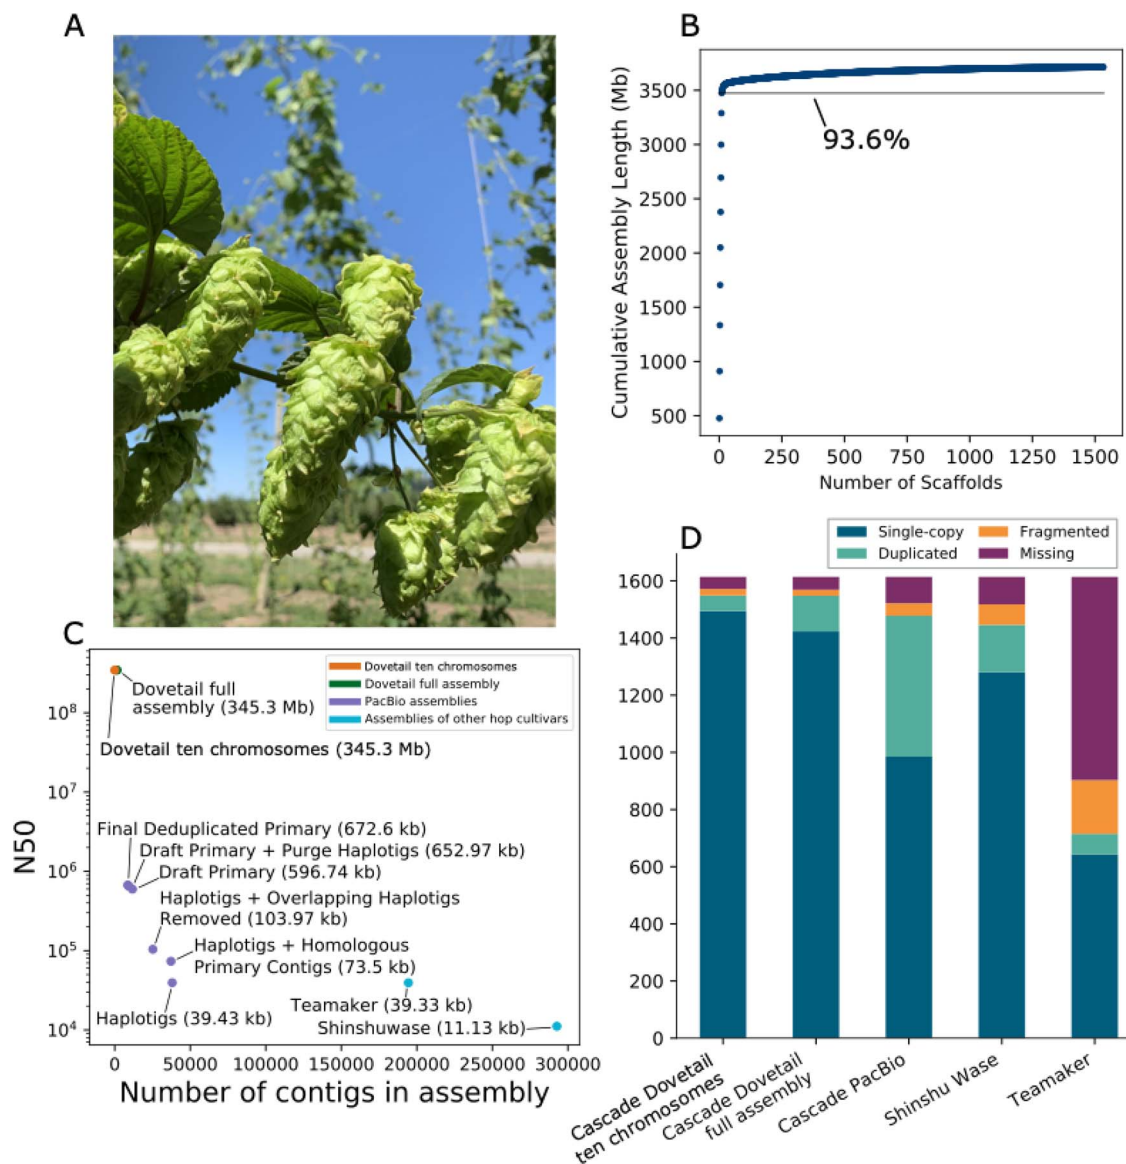 A
B
Cumulative Assembly Length (Mb)
3500
3000
2500
2000
1500
1000
500
93.6%
0 250 500 750 1000 1250 1500
Number of Scaffolds
C
N50
10^8
10^7
10^6
10^5
10^4
Dovetail ten chromosomes
Dovetail full assembly
PacBio assemblies
Assemblies of other hop cultivars
Dovetail full
assembly (345.3 Mb)
Dovetail ten chromosomes (345.3 Mb)
Final Deduplicated Primary (672.6 kb)
Draft Primary + Purge Haplotigs (652.97 kb)
Draft Primary (596.74 kb)
Haplotigs + Overlapping Haplotigs
Removed (103.97 kb)
Haplotigs + Homologous
Primary Contigs (73.5 kb)
Haplotigs (39.43 kb)
Teamaker (39.33 kb)
Shinshuwase (11.13 kb)
0 50000 100000 150000 200000 250000 300000
Number of contigs in assembly
D
Single-copy
Duplicated
Fragmented
Missing
1600
1400
1200
1000
800
600
400
200
0
Cascade Dovetail
ten chromosomes
Cascade Dovetail
full assembly
Cascade PacBio
Shinshu Wase
Teamaker